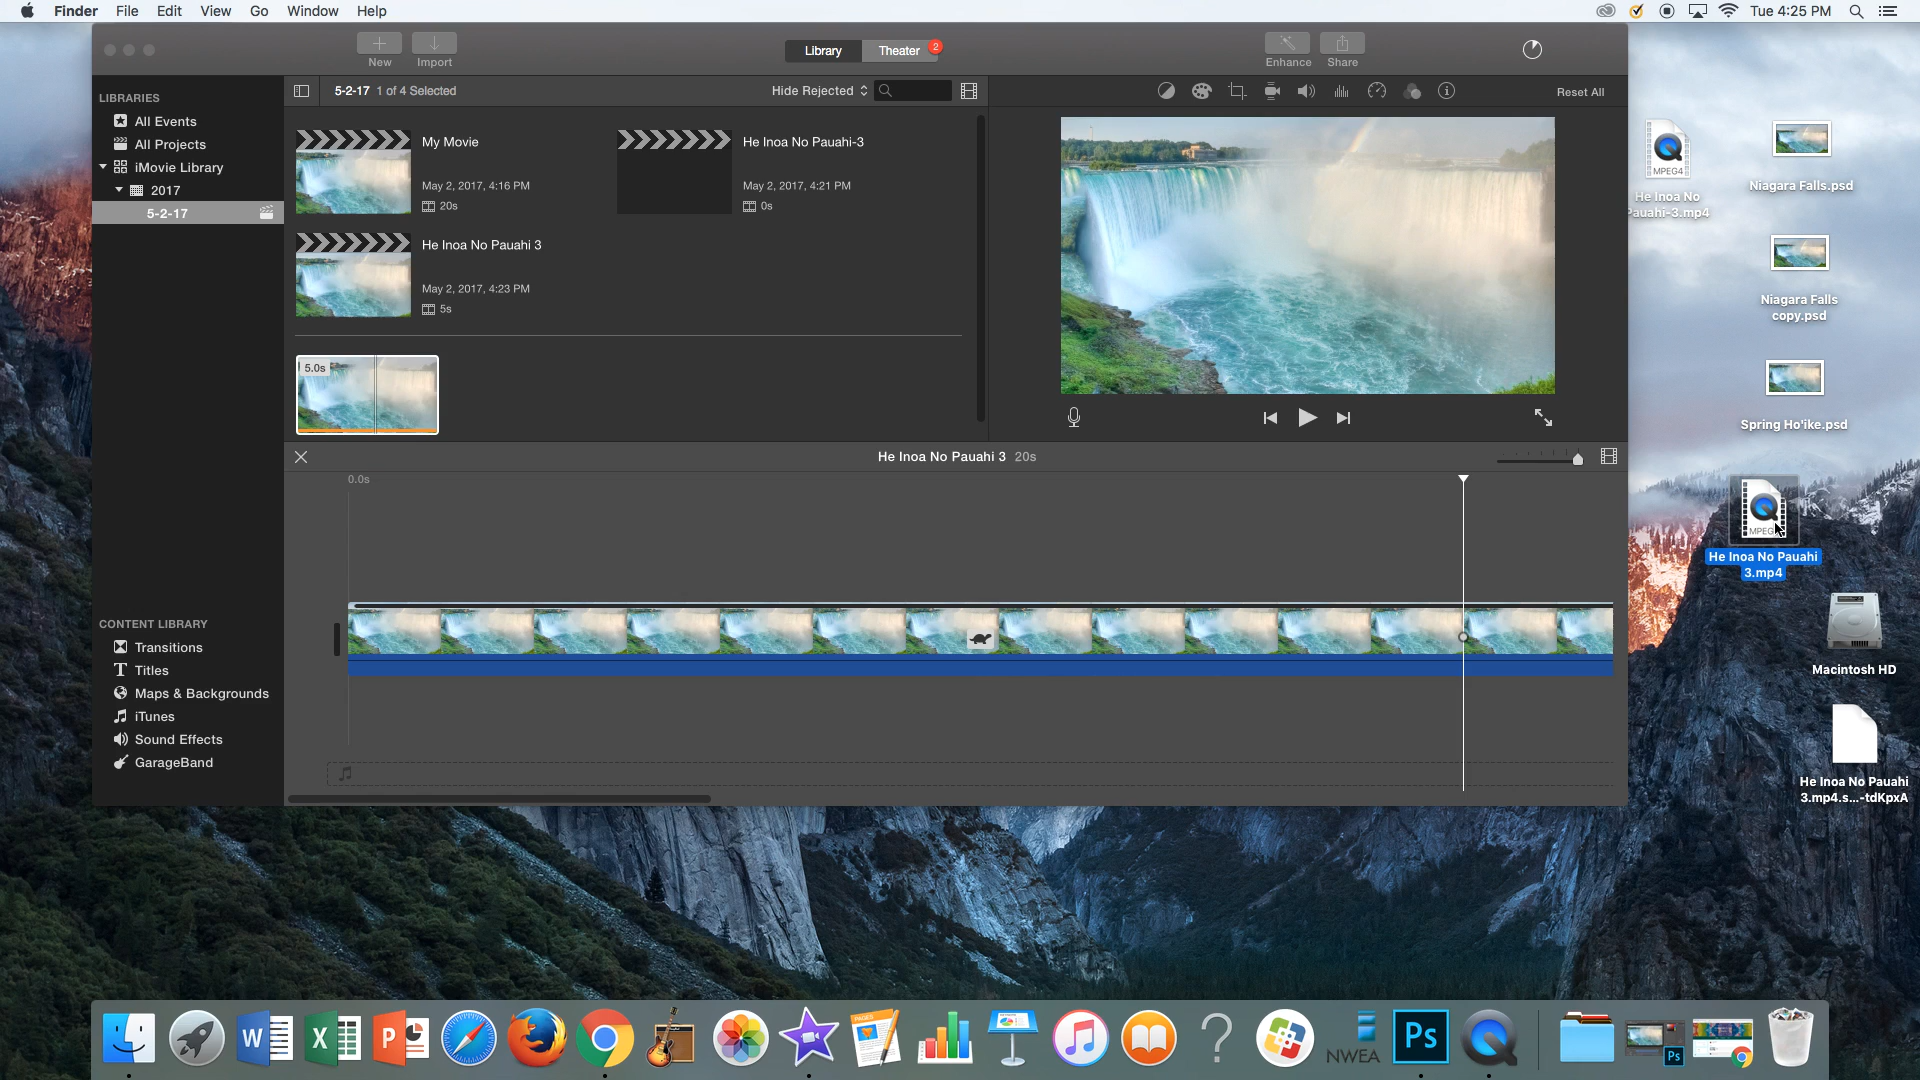 Finder File Edit View Go Window Help
Tue 4:25 PM
New
Import
Library
Theater
2
Enhance
Share
LIBRARIES
All Events
All Projects
iMovie Library
2017
5-2-17
5-2-17 1 of 4 Selected
Hide Rejected
Reset All
My Movie
May 2, 2017, 4:16 PM
20s
He Inoa No Pauahi-3
May 2, 2017, 4:21 PM
0s
He Inoa No Pauahi 3
May 2, 2017, 4:23 PM
5s
5.0s
He Inoa No Pauahi 3 20s
0.0s
CONTENT LIBRARY
Transitions
Titles
Maps & Backgrounds
iTunes
Sound Effects
GarageBand
MPEG4
He Inoa No
Pauahi-3.mp4
Niagara Falls.psd
Niagara Falls
copy.psd
Spring Ho'ike.psd
MPEG
He Inoa No Pauahi
3.mp4
Macintosh HD
He Inoa No Pauahi
3.mp4.s...-tdKpxA
W
X
P
PAGES
?
NWEA
Ps
Ps